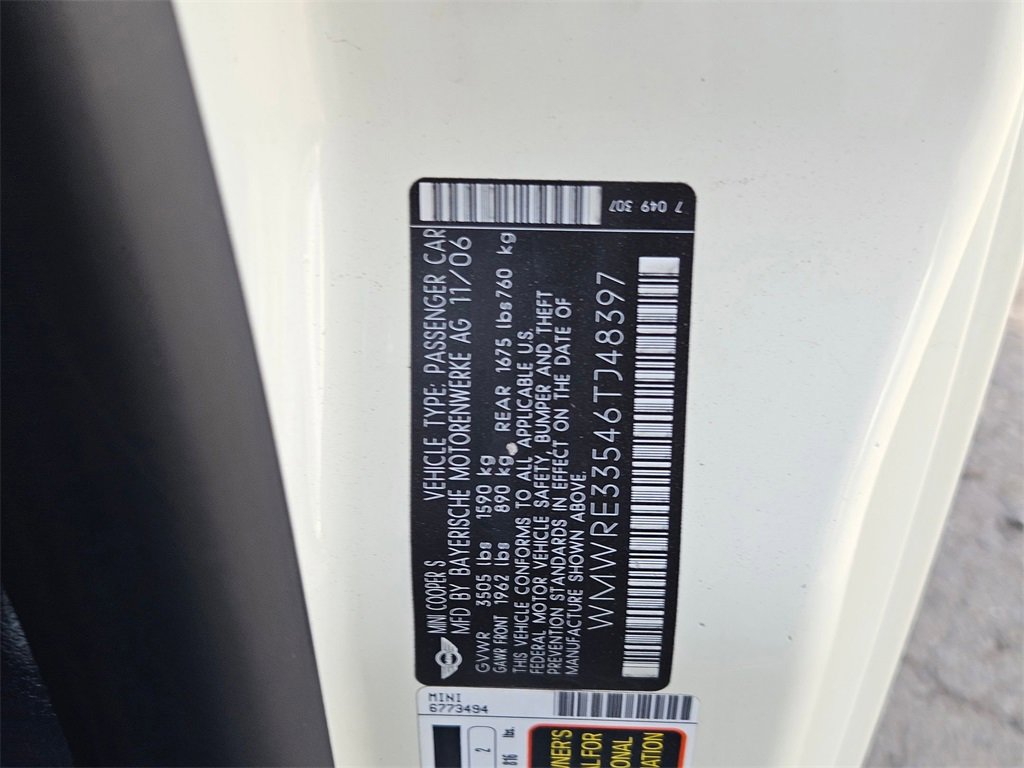 7 049 307
MINI COOPER S VEHICLE TYPE: PASSENGER CAR
MFD BY BAYERISCHE MOTORENWERKE AG 11/06
GVWR 3505 lbs 1590 kg
GAWR FRONT 1962 lbs 890 kg, REAR 1675 lbs 760 kg
THIS VEHICLE CONFORMS TO ALL APPLICABLE U.S.
FEDERAL MOTOR VEHICLE SAFETY, BUMPER AND THEFT
PREVENTION STANDARDS IN EFFECT ON THE DATE OF
MANUFACTURE SHOWN ABOVE.
WMWRE33546TJ48397
MINI
6773494
2
816 lbs.